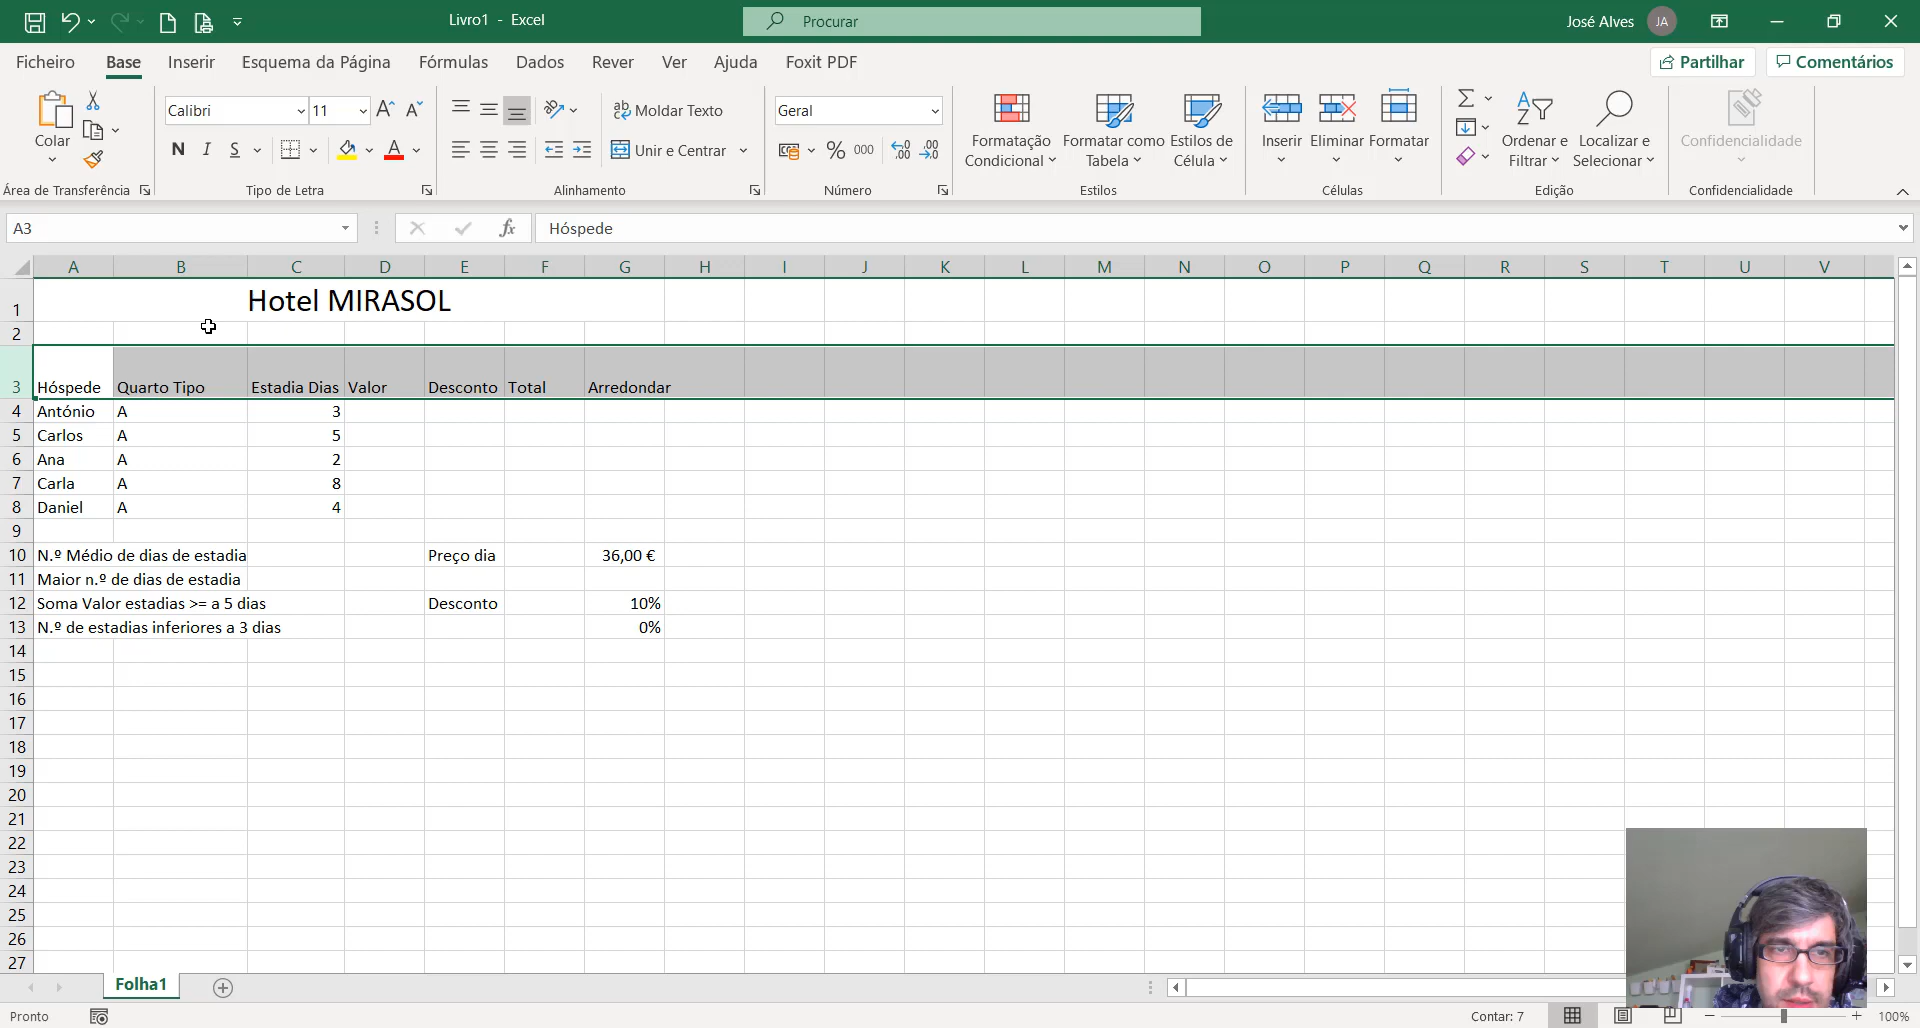 Livro1 - Excel
Procurar
José Alves JA
Ficheiro Base Inserir Esquema da Página Fórmulas Dados Rever Ver Ajuda Foxit PDF
Partilhar Comentários
Colar
Calibri 11
N I S
Moldar Texto
Unir e Centrar
Geral
% 000
Formatação Condicional
Formatar como Tabela
Estilos de Célula
Inserir Eliminar Formatar
Ordenar e Filtrar
Localizar e Selecionar
Confidencialidade
Área de Transferência Tipo de Letra Alinhamento Número Estilos Células Edição Confidencialidade
A3 fx Hóspede
A B C D E F G H I J K L M N O P Q R S T U V
1 Hotel MIRASOL
2
3 Hóspede Quarto Tipo Estadia Dias Valor Desconto Total Arredondar
4 António A 3
5 Carlos A 5
6 Ana A 2
7 Carla A 8
8 Daniel A 4
9
10 N.º Médio de dias de estadia Preço dia 36,00 €
11 Maior n.º de dias de estadia
12 Soma Valor estadias >= a 5 dias Desconto 10%
13 N.º de estadias inferiores a 3 dias 0%
14
15
16
17
18
19
20
21
22
23
24
25
26
27
Folha1
Pronto Contar: 7 100%